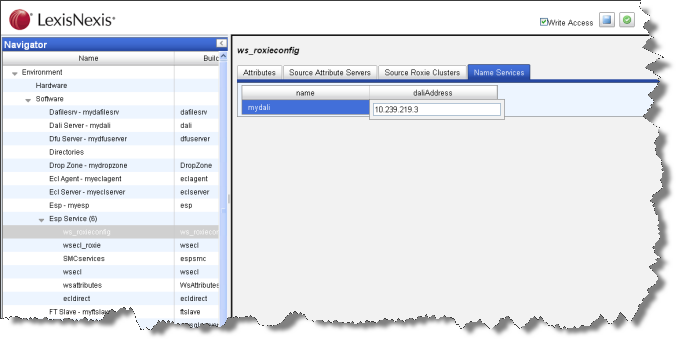 LexisNexis®
Write Access
Navigator
Name Build
Environment
Hardware
Software
Dafilesrv - mydafilesrv dafilesrv
Dali Server - mydali dali
Dfu Server - mydfuserver dfuserver
Directories
Drop Zone - mydropzone DropZone
Ecl Agent - myeclagent eclagent
Ecl Server - myeclserver eclserver
Esp - myesp esp
Esp Service (6)
ws_roxieconfig ws_roxiecon
wsecl_roxie wsecl
SMCservices espsmc
wsecl wsecl
wsattributes WsAttributes
ecldirect ecldirect
FT Slave - myftslave ftslave
ws_roxieconfig
Attributes Source Attribute Servers Source Roxie Clusters Name Services
name daliAddress
mydali 10.239.219.3